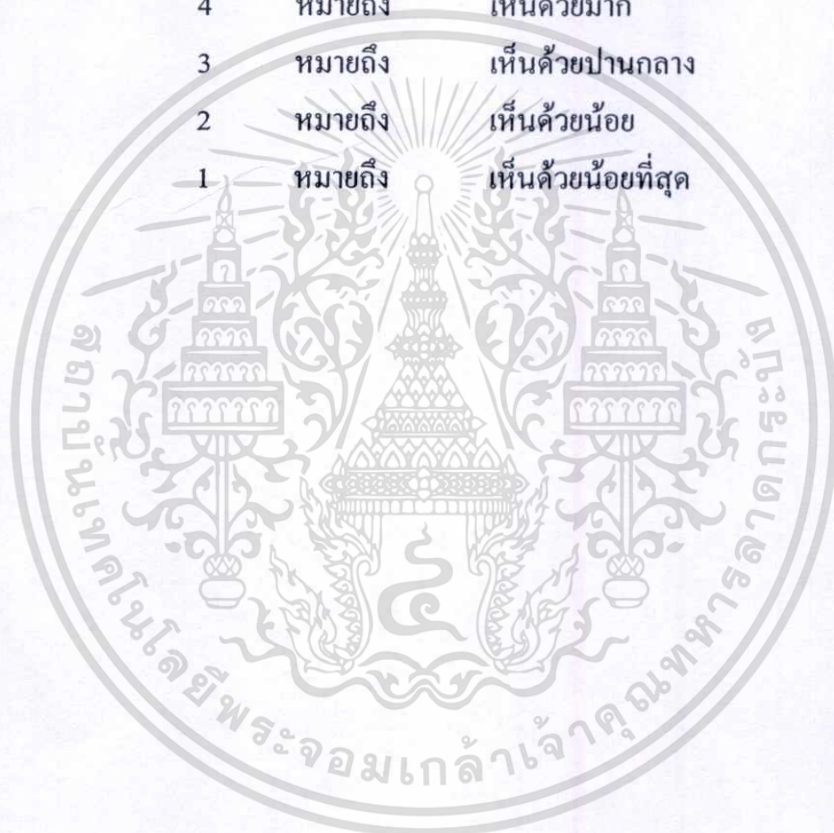 4 หมายถึง เห็นด้วยมาก
3 หมายถึง เห็นด้วยปานกลาง
2 หมายถึง เห็นด้วยน้อย
1 หมายถึง เห็นด้วยน้อยที่สุด
สถาบันเทคโนโลยีพระจอมเกล้าเจ้าคุณทหารลาดกระบัง